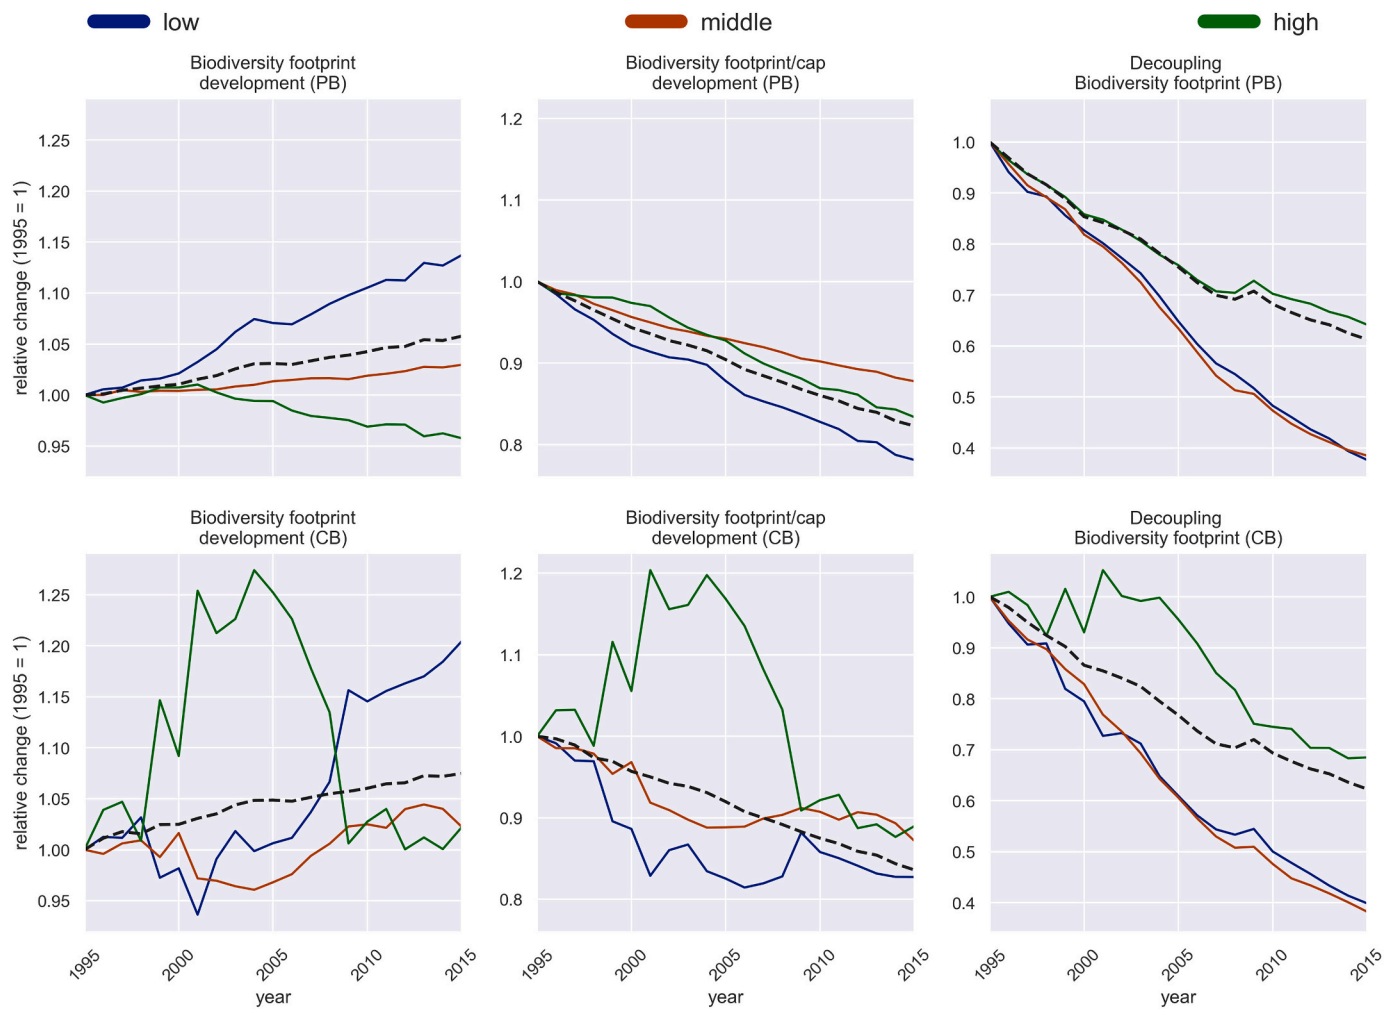 low
middle
high
Biodiversity footprint
development (PB)
Biodiversity footprint/cap
development (PB)
Decoupling
Biodiversity footprint (PB)
relative change (1995 = 1)
1.25
1.20
1.15
1.10
1.05
1.00
0.95
1.2
1.1
1.0
0.9
0.8
1.0
0.9
0.8
0.7
0.6
0.5
0.4
Biodiversity footprint
development (CB)
Biodiversity footprint/cap
development (CB)
Decoupling
Biodiversity footprint (CB)
relative change (1995 = 1)
1.25
1.20
1.15
1.10
1.05
1.00
0.95
1.2
1.1
1.0
0.9
0.8
1.0
0.9
0.8
0.7
0.6
0.5
0.4
1995
2000
2005
2010
2015
1995
2000
2005
2010
2015
1995
2000
2005
2010
2015
year
year
year